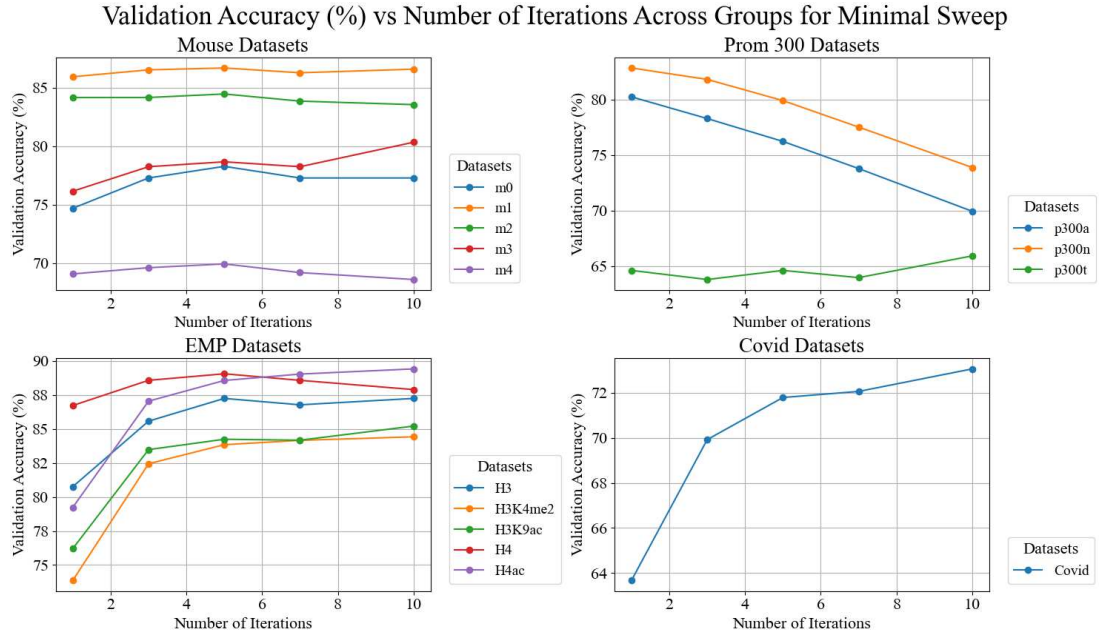 Validation Accuracy (%) vs Number of Iterations Across Groups for Minimal Sweep
Mouse Datasets
Validation Accuracy (%)
85
80
75
70
2 4 6 8 10
Number of Iterations
Datasets
m0
m1
m2
m3
m4
Prom 300 Datasets
Validation Accuracy (%)
80
75
70
65
2 4 6 8 10
Number of Iterations
Datasets
p300a
p300n
p300t
EMP Datasets
Validation Accuracy (%)
90
88
85
82
80
78
75
2 4 6 8 10
Number of Iterations
Datasets
H3
H3K4me2
H3K9ac
H4
H4ac
Covid Datasets
Validation Accuracy (%)
72
70
68
66
64
2 4 6 8 10
Number of Iterations
Datasets
Covid